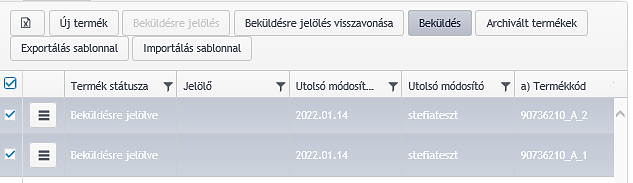 Új termék Beküldésre jelölés Beküldésre jelölés visszavonása Beküldés Archivált termékek
Exportálás sablonnal Importálás sablonnal
Termék státusza Jelölő Utolsó módosít... Utolsó módosító a) Termékkód
Beküldésre jelölve 2022.01.14 stefiateszt 90736210_A_2
Beküldésre jelölve 2022.01.14 stefiateszt 90736210_A_1